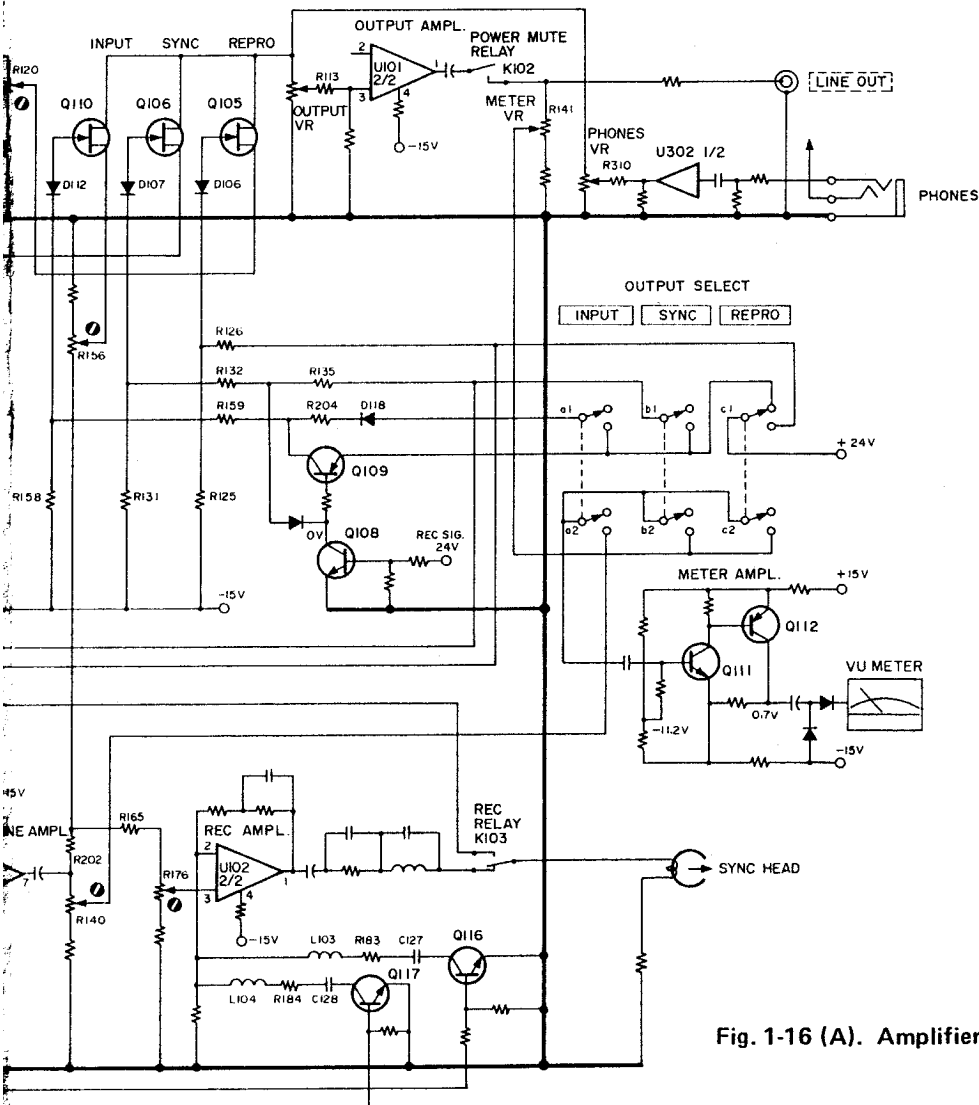 OUTPUT AMPL.
INPUT SYNC REPRO
POWER MUTE
RELAY
K102
R120
Q110
Q106
Q105
R113
OUTPUT
VR
2
U101
2/2
1
3
4
-15V
METER
VR
R141
LINE OUT
PHONES
VR
R310
U302 1/2
PHONES
D112
D107
D106
OUTPUT SELECT
INPUT SYNC REPRO
R156
R126
R132
R135
R159
R204
D118
a1
b1
c1
+24V
Q109
R158
R131
R125
0V
Q108
REC SIG.
24V
a2
b2
c2
-15V
METER AMPL.
+15V
Q112
Q111
VU METER
0.7V
-11.2V
-15V
15V
NE AMPL.
7
R202
R140
R165
R176
REC AMPL.
2
U102
2/2
1
3
4
-15V
REC
RELAY
K103
SYNC HEAD
L103
R183
C127
Q116
L104
R184
C128
Q117
Fig. 1-16 (A). Amplifier